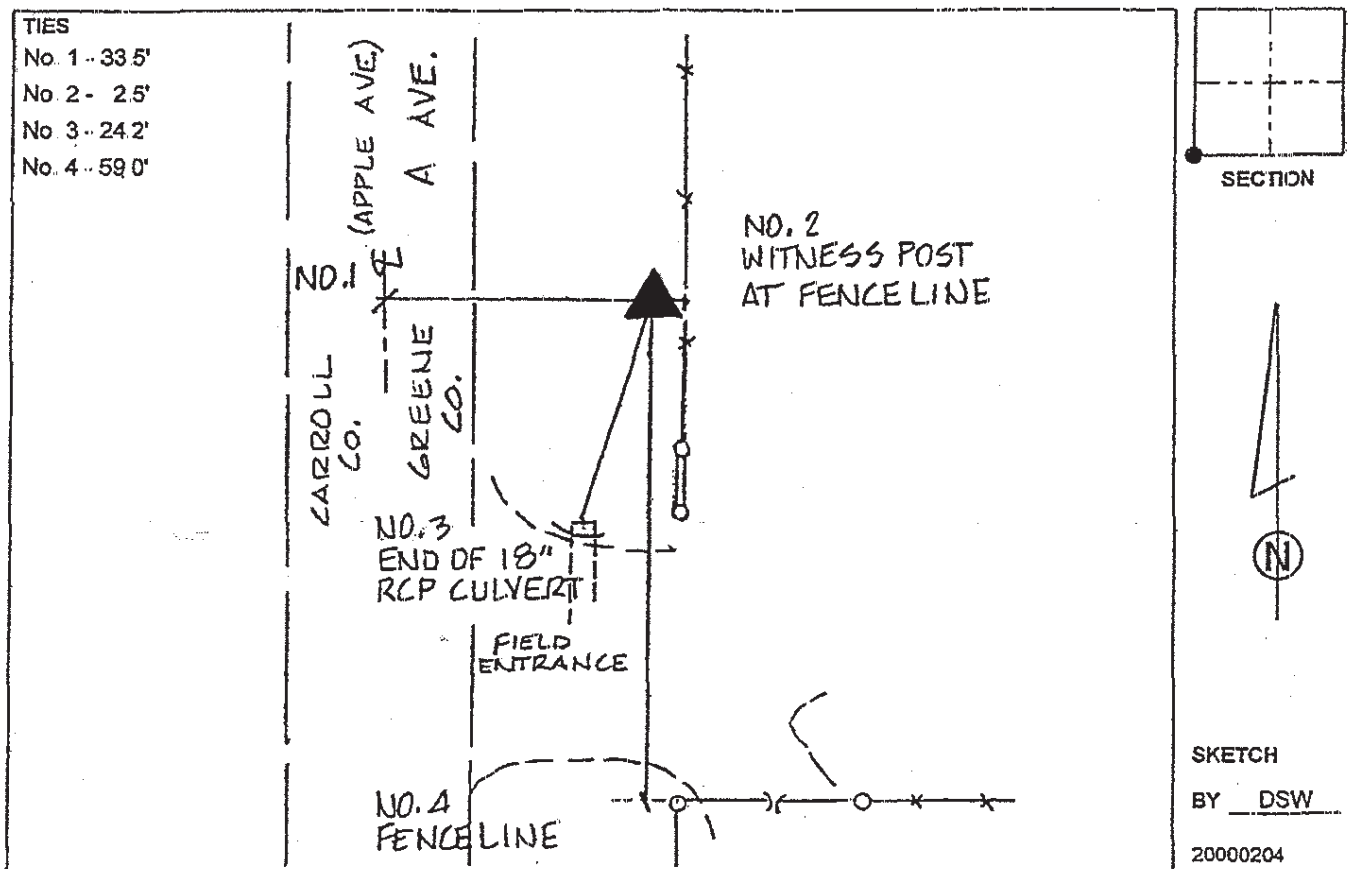 TIES
No. 1 - 33.5'
No. 2 - 2.5'
No. 3 - 24.2'
No. 4 - 59.0'
(APPLE AVE.)
A AVE.
NO.1 ℄
NO. 2
WITNESS POST
AT FENCELINE
CARROLL
CO.
GREENE
CO.
NO.3
END OF 18"
RCP CULVERT
FIELD
ENTRANCE
NO.4
FENCELINE
SECTION
N
SKETCH
BY DSW
20000204